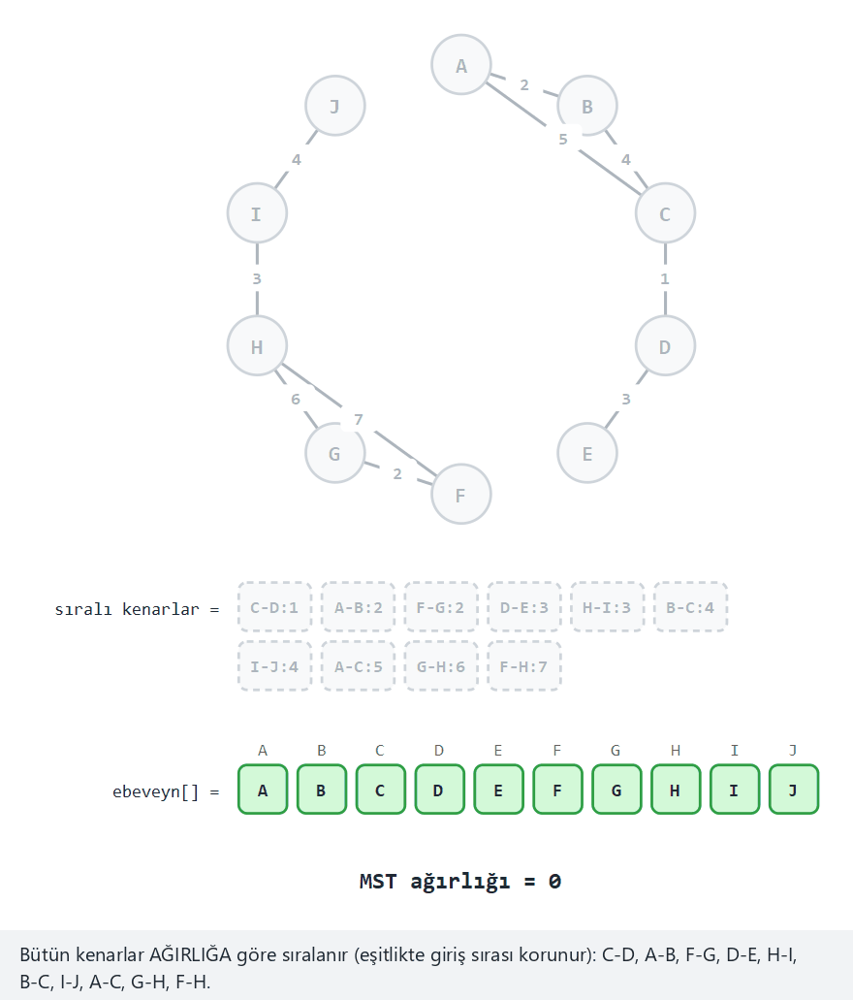 A
2
J
B
5
4
4
I
C
3
1
H
D
6
3
7
G
E
2
F
sıralı kenarlar = C-D:1 A-B:2 F-G:2 D-E:3 H-I:3 B-C:4
I-J:4 A-C:5 G-H:6 F-H:7
A B C D E F G H I J
ebeveyn[] = A B C D E F G H I J
MST ağırlığı = 0
Bütün kenarlar AĞIRLIĞA göre sıralanır (eşitlikte giriş sırası korunur): C-D, A-B, F-G, D-E, H-I,
B-C, I-J, A-C, G-H, F-H.